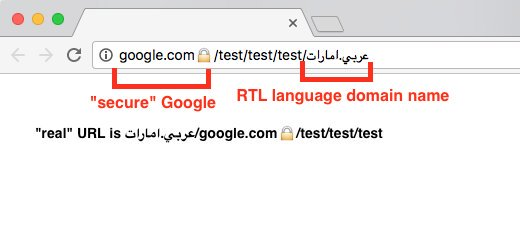 google.com🔒/test/test/test/عربي.امارات
"secure" Google
RTL language domain name
"real" URL is عربي.امارات/google.com🔒/test/test/test